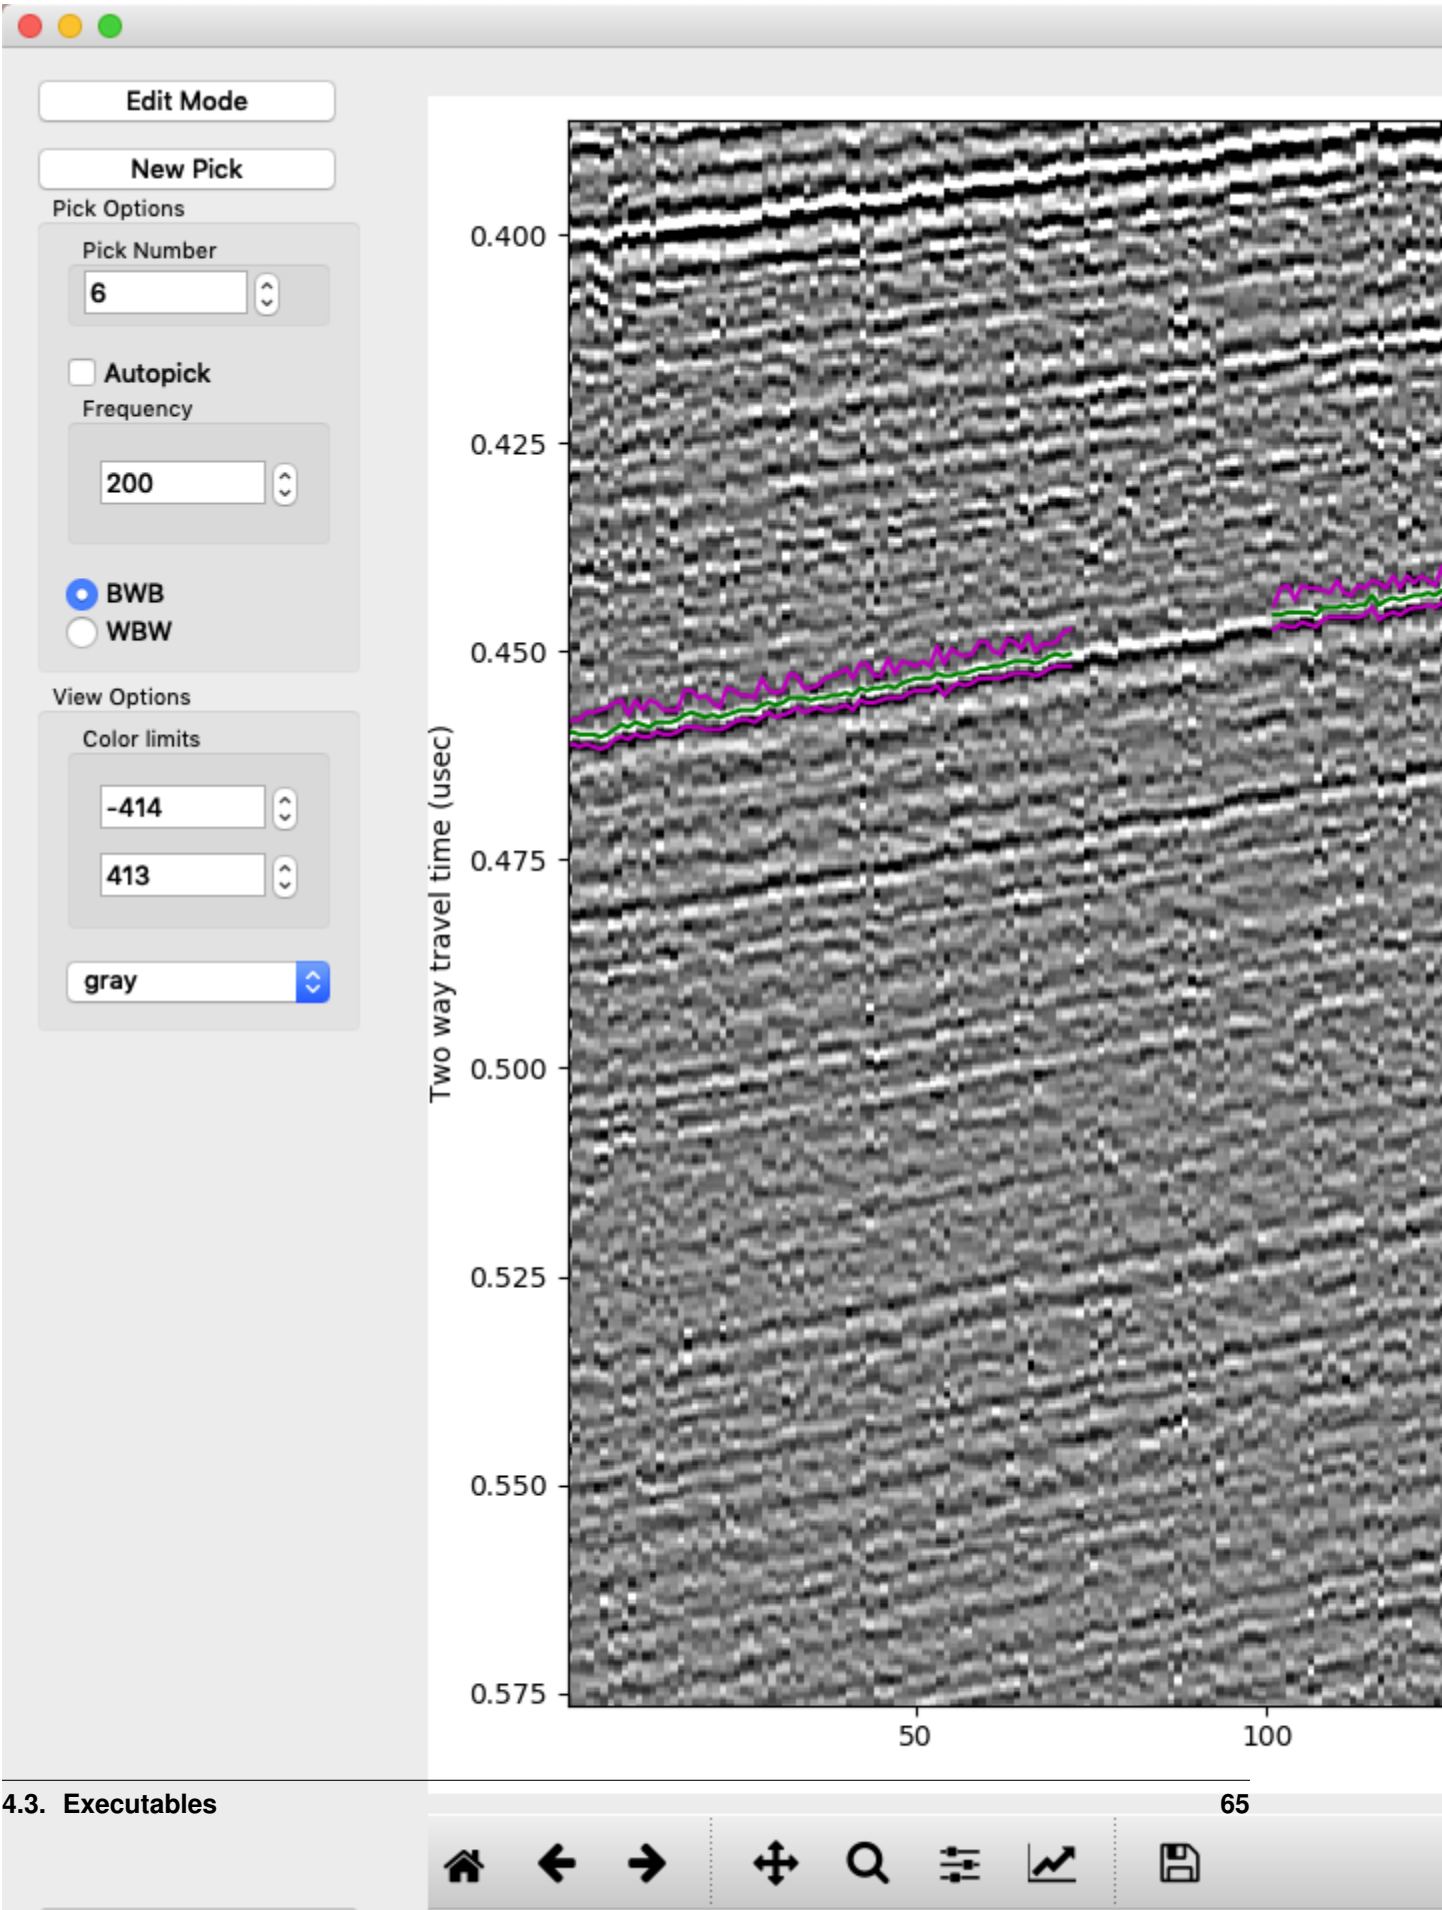 Edit Mode
New Pick
Pick Options
Pick Number
6
Autopick
Frequency
200
BWB
WBW
View Options
Color limits
-414
413
gray
Two way travel time (usec)
0.400
0.425
0.450
0.475
0.500
0.525
0.550
0.575
50 100
4.3. Executables 65